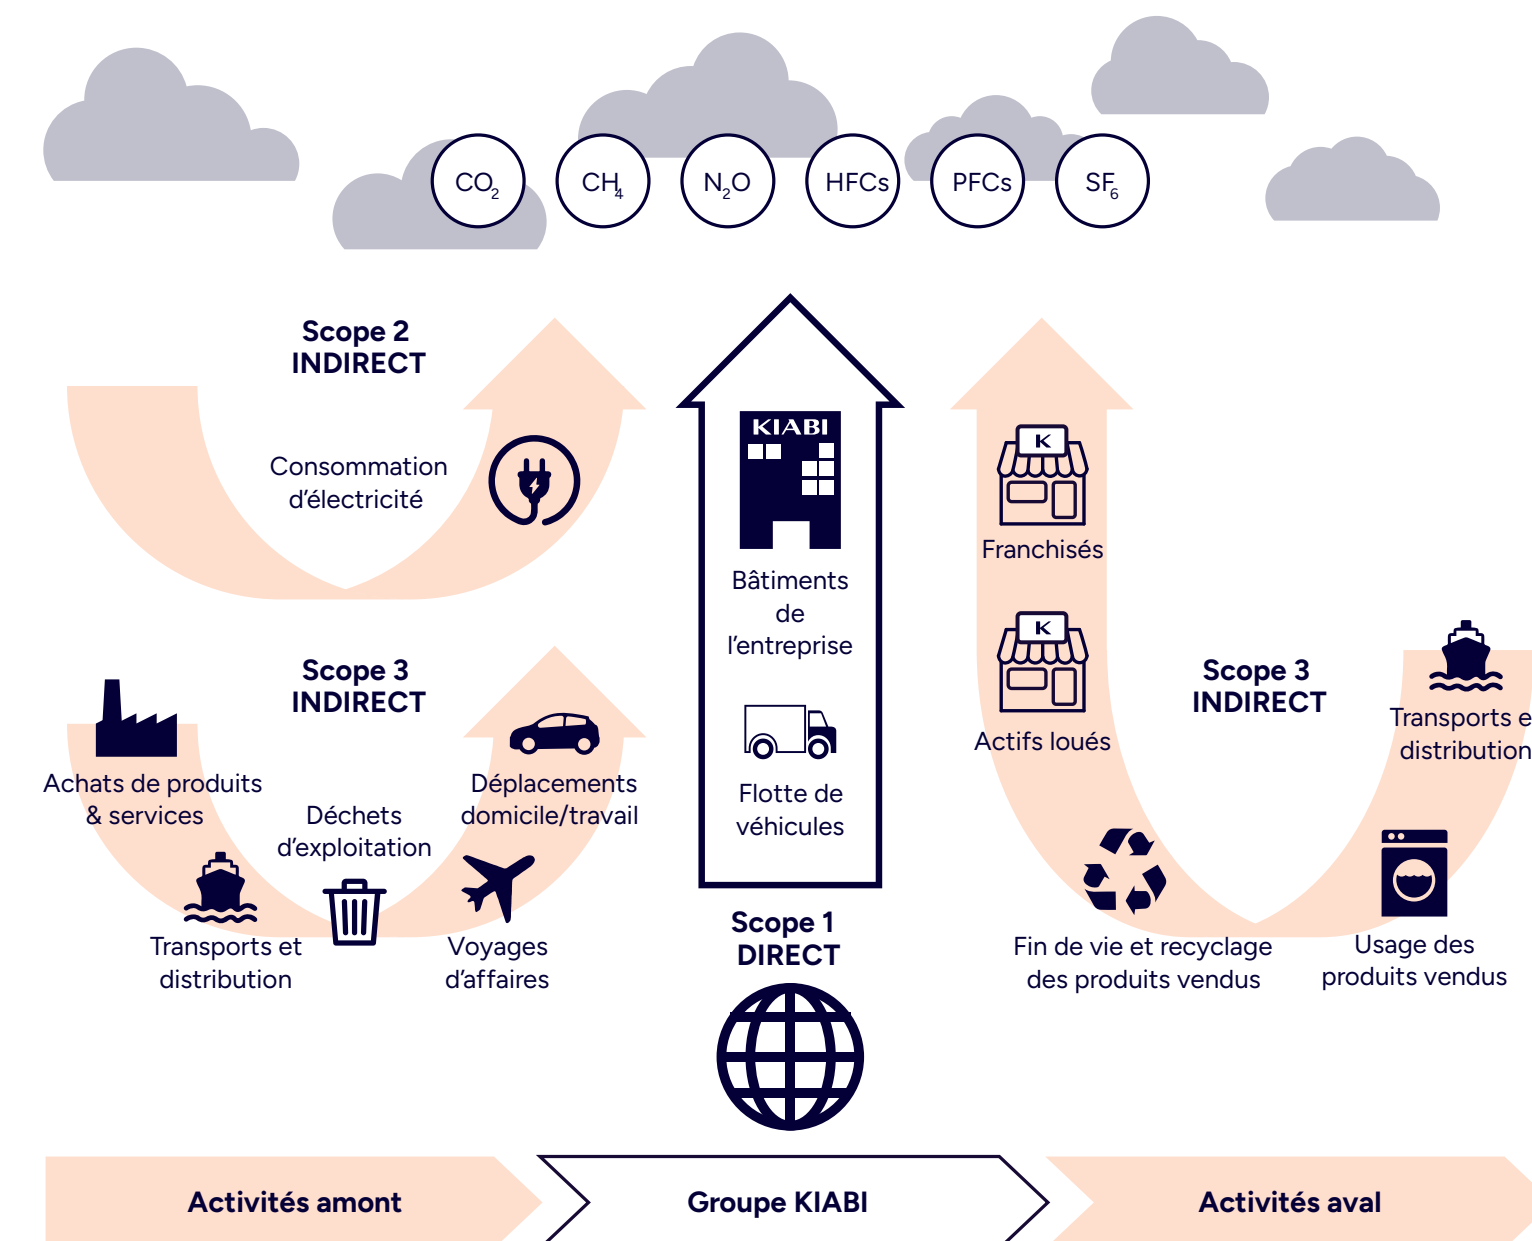 CO₂
CH₄
N₂O
HFCs
PFCs
SF₆
Scope 2
INDIRECT
Consommation
d’électricité
Scope 3
INDIRECT
Achats de produits
& services
Transports et
distribution
Déchets
d’exploitation
Voyages
d’affaires
Déplacements
domicile/travail
KIABI
Bâtiments
de
l’entreprise
Flotte de
véhicules
Scope 1
DIRECT
K
Franchisés
K
Actifs loués
Scope 3
INDIRECT
Fin de vie et recyclage
des produits vendus
Usage des
produits vendus
Transports e
distribution
Activités amont
Groupe KIABI
Activités aval